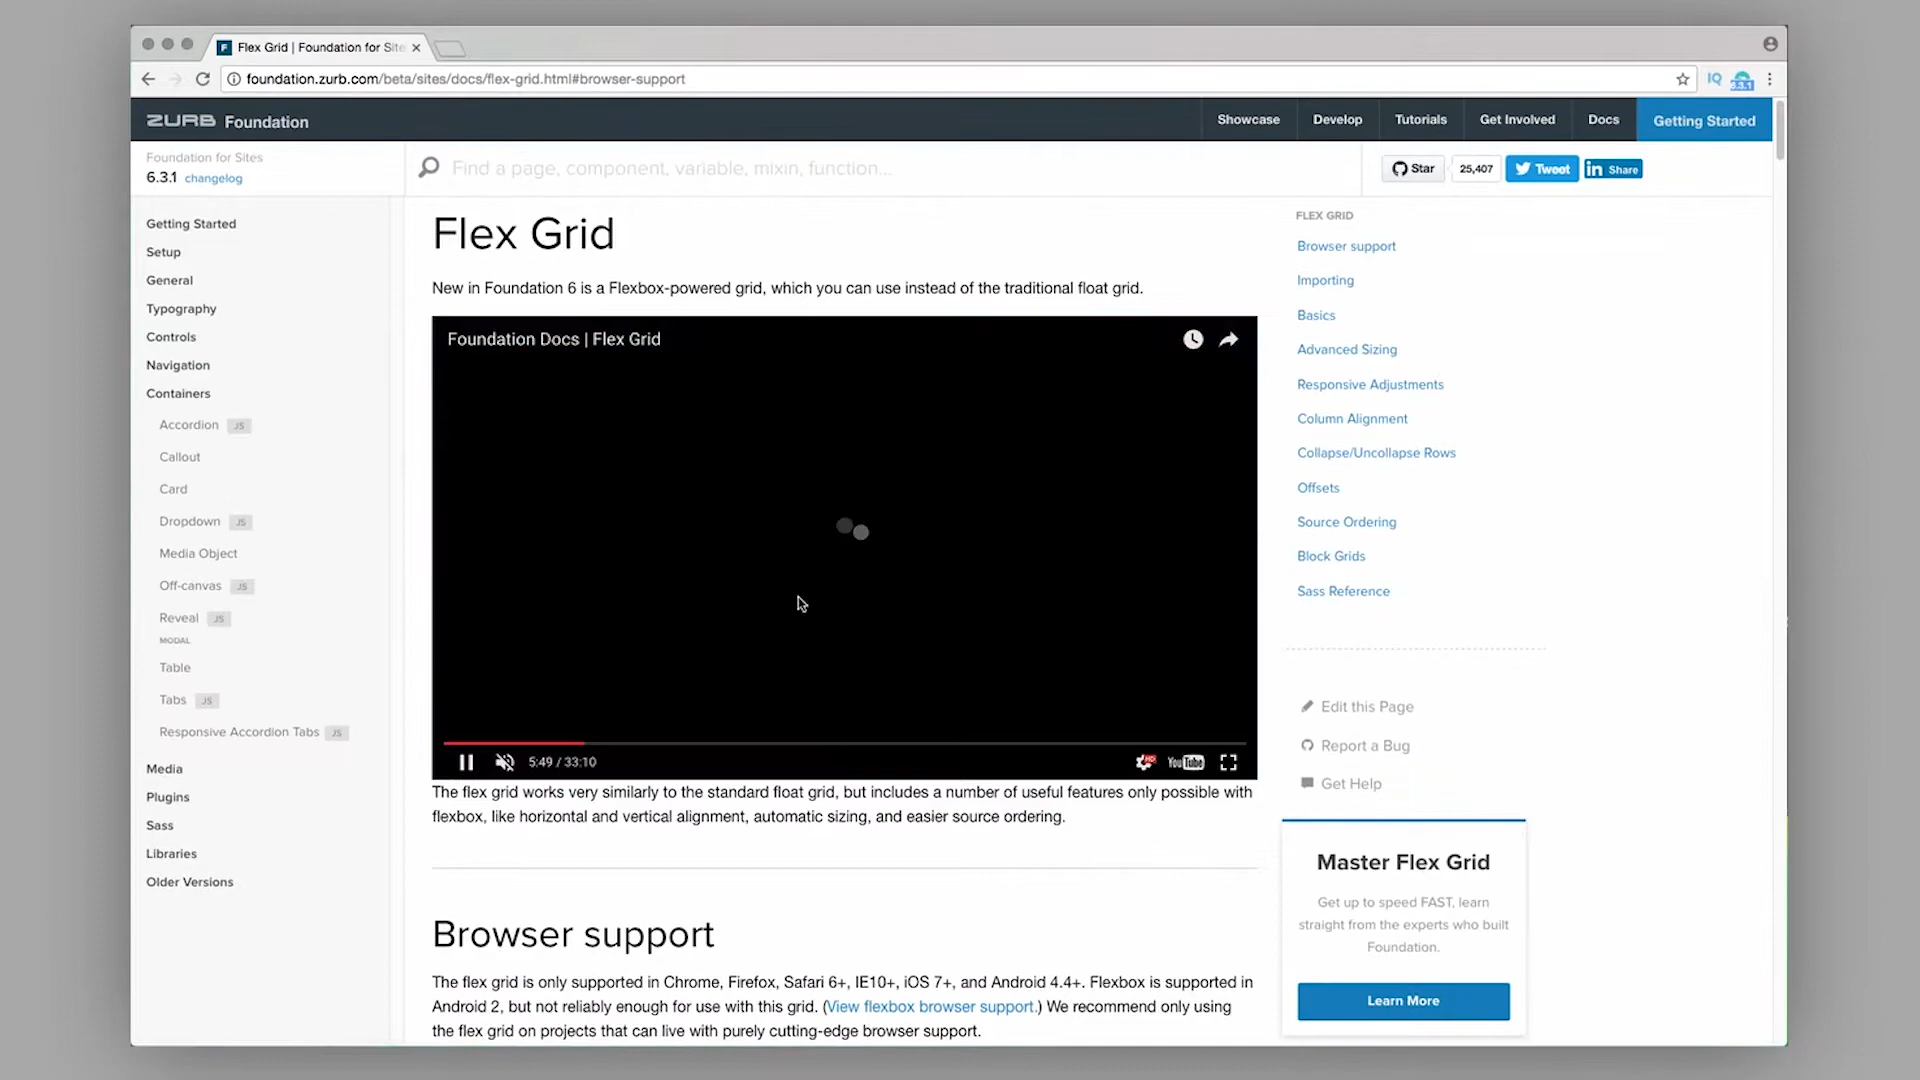 Flex Grid | Foundation for Site
foundation.zurb.com/beta/sites/docs/flex-grid.html#browser-support
IQ
6.3.1
ZURB Foundation
Showcase
Develop
Tutorials
Get Involved
Docs
Getting Started
Foundation for Sites
6.3.1 changelog
Find a page, component, variable, mixin, function...
Star
25,407
Tweet
in Share
Getting Started
Setup
General
Typography
Controls
Navigation
Containers
Accordion JS
Callout
Card
Dropdown JS
Media Object
Off-canvas JS
Reveal JS
MODAL
Table
Tabs JS
Responsive Accordion Tabs JS
Media
Plugins
Sass
Libraries
Older Versions
Flex Grid
New in Foundation 6 is a Flexbox-powered grid, which you can use instead of the traditional float grid.
Foundation Docs | Flex Grid
5:49 / 33:10
HD
YouTube
The flex grid works very similarly to the standard float grid, but includes a number of useful features only possible with
flexbox, like horizontal and vertical alignment, automatic sizing, and easier source ordering.
Browser support
The flex grid is only supported in Chrome, Firefox, Safari 6+, IE10+, iOS 7+, and Android 4.4+. Flexbox is supported in
Android 2, but not reliably enough for use with this grid. (View flexbox browser support.) We recommend only using
the flex grid on projects that can live with purely cutting-edge browser support.
FLEX GRID
Browser support
Importing
Basics
Advanced Sizing
Responsive Adjustments
Column Alignment
Collapse/Uncollapse Rows
Offsets
Source Ordering
Block Grids
Sass Reference
Edit this Page
Report a Bug
Get Help
Master Flex Grid
Get up to speed FAST, learn
straight from the experts who built
Foundation.
Learn More